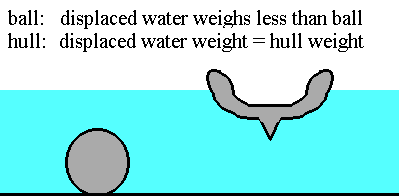 ball: displaced water weighs less than ball
hull: displaced water weight = hull weight